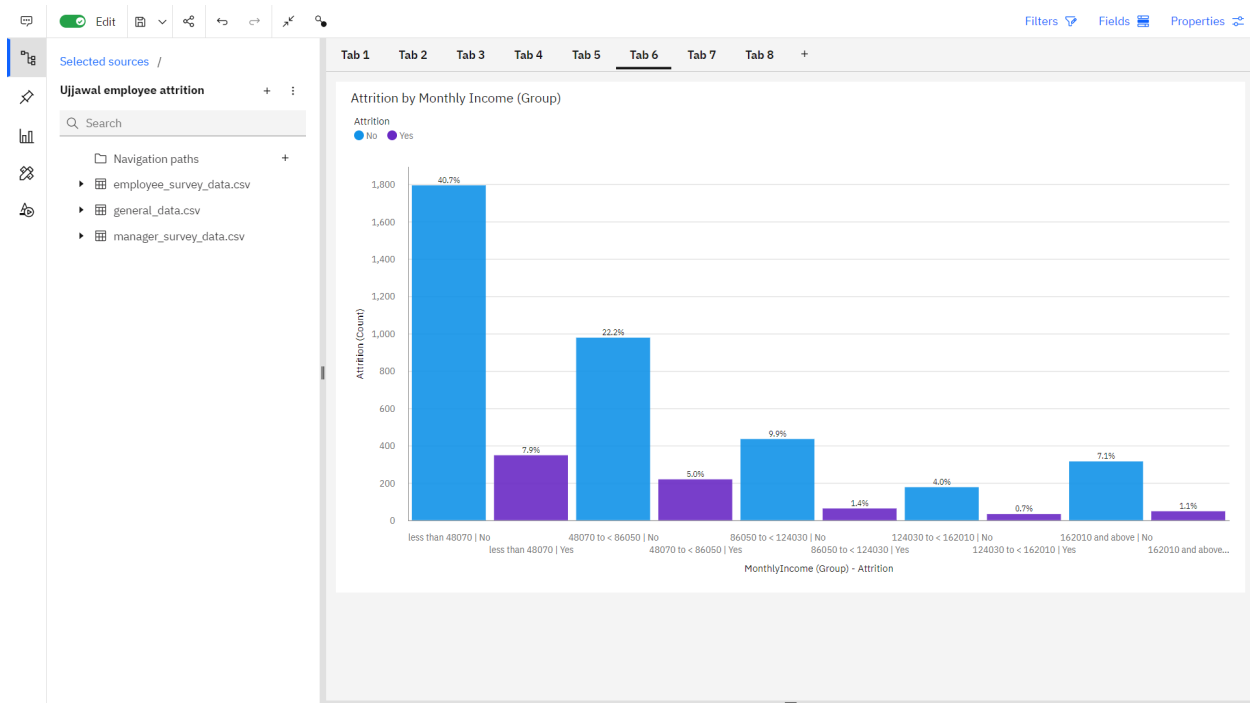 Edit
Filters
Fields
Properties
Selected sources /
Ujjawal employee attrition
Search
Navigation paths
employee_survey_data.csv
general_data.csv
manager_survey_data.csv
Tab 1 Tab 2 Tab 3 Tab 4 Tab 5 Tab 6 Tab 7 Tab 8 +
Attrition by Monthly Income (Group)
Attrition
No Yes
Attrition (Count)
1,800
1,600
1,400
1,200
1,000
800
600
400
200
0
40.7%
7.9%
22.2%
5.0%
9.9%
1.4%
4.0%
0.7%
7.1%
1.1%
less than 48070 | No
less than 48070 | Yes
48070 to < 86050 | No
48070 to < 86050 | Yes
86050 to < 124030 | No
86050 to < 124030 | Yes
124030 to < 162010 | No
124030 to < 162010 | Yes
162010 and above | No
162010 and above...
MonthlyIncome (Group) - Attrition